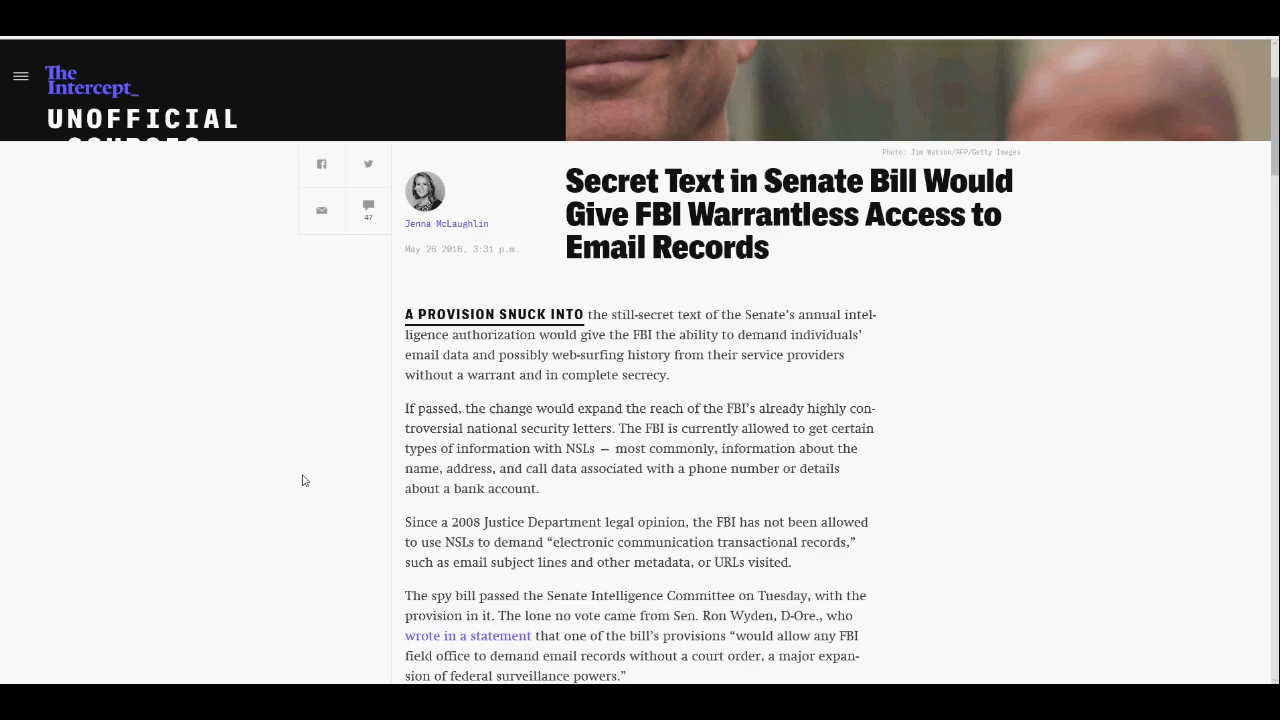 The
Intercept_
UNOFFICIAL
SOURCES
Photo: Jim Watson/AFP/Getty Images
47
Jenna McLaughlin
May 26 2016, 3:31 p.m.
Secret Text in Senate Bill Would
Give FBI Warrantless Access to
Email Records
A PROVISION SNUCK INTO the still-secret text of the Senate’s annual intel-
ligence authorization would give the FBI the ability to demand individuals’
email data and possibly web-surfing history from their service providers
without a warrant and in complete secrecy.
If passed, the change would expand the reach of the FBI’s already highly con-
troversial national security letters. The FBI is currently allowed to get certain
types of information with NSLs — most commonly, information about the
name, address, and call data associated with a phone number or details
about a bank account.
Since a 2008 Justice Department legal opinion, the FBI has not been allowed
to use NSLs to demand “electronic communication transactional records,”
such as email subject lines and other metadata, or URLs visited.
The spy bill passed the Senate Intelligence Committee on Tuesday, with the
provision in it. The lone no vote came from Sen. Ron Wyden, D-Ore., who
wrote in a statement that one of the bill’s provisions “would allow any FBI
field office to demand email records without a court order, a major expan-
sion of federal surveillance powers.”